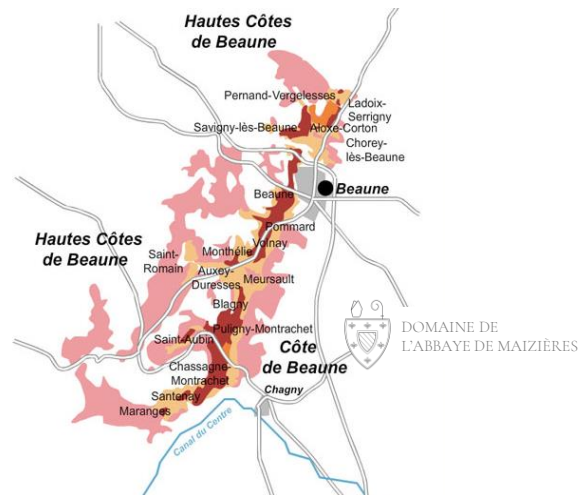 Hautes Côtes
de Beaune
Pernand-Vergelesses
Ladoix-
Serrigny
Savigny-lès-Beaune
Aloxe-Corton
Chorey-
lès-Beaune
Beaune
Beaune
Pommard
Volnay
Hautes Côtes
de Beaune
Monthélie
Saint-
Romain
Auxey-
Duresses
Meursault
Blagny
Puligny-Montrachet
Saint-Aubin
Côte
de Beaune
DOMAINE DE
L'ABBAYE DE MAIZIÈRES
Chassagne-
Montrachet
Chagny
Santenay
Maranges
Canal du Centre